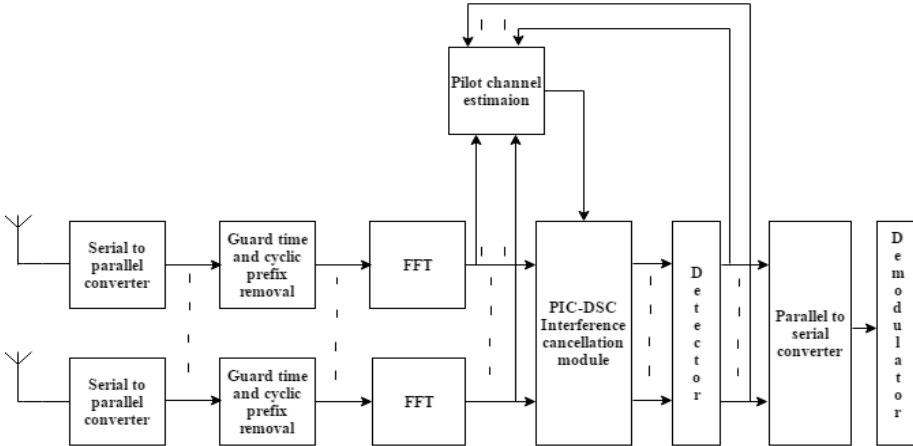 Pilot channel
estimaion
Serial to
parallel
converter
Guard time
and cyclic
prefix
removal
FFT
PIC-DSC
Interference
cancellation
module
D
e
t
e
c
t
o
r
Parallel to
serial
converter
D
e
m
o
d
u
l
a
t
o
r
Serial to
parallel
converter
Guard time
and cyclic
prefix
removal
FFT